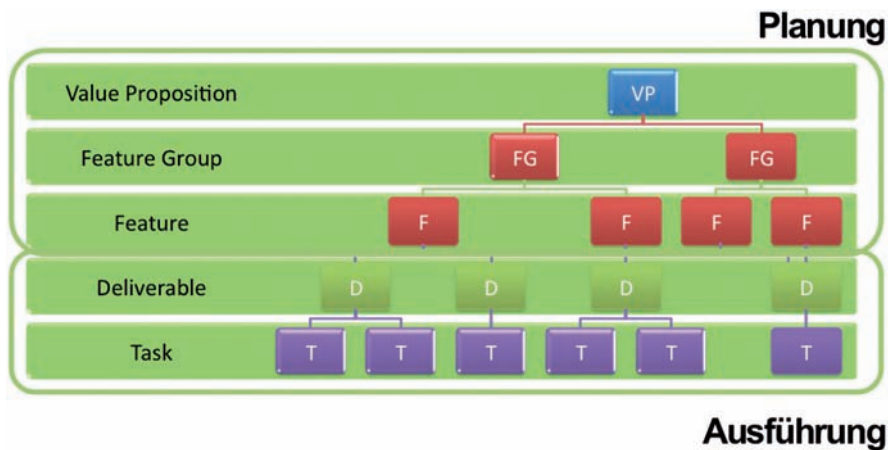 Planung
Value Proposition VP
Feature Group FG FG
Feature F F F F
Deliverable D D D D
Task T T T T T T
Ausführung